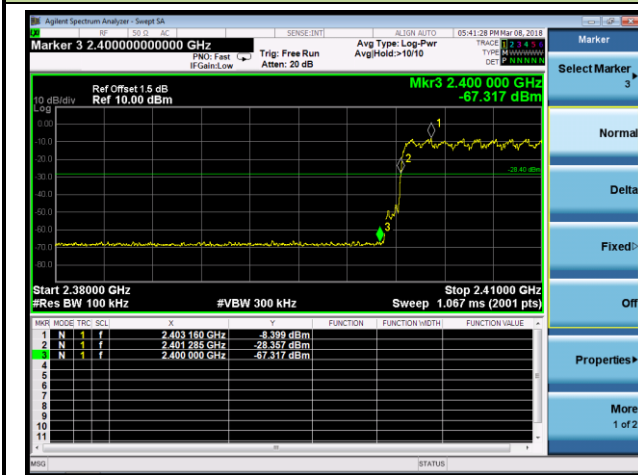 Agilent Spectrum Analyzer - Swept SA
RF 50 Ω AC SENSE:INT ALIGN AUTO 05:41:28 PM Mar 08, 2018
Marker 3 2.400000000000 GHz
PNO: Fast
IFGain:Low
Trig: Free Run
Atten: 20 dB
Avg Type: Log-Pwr
Avg|Hold:>10/10
TRACE 1 2 3 4 5 6
TYPE M W W W W W
DET P N N N N N
Ref Offset 1.5 dB
Ref 10.00 dBm
10 dB/div
Log
Mkr3 2.400 000 GHz
-67.317 dBm
0.00
-10.0
-20.0
-30.0
-40.0
-50.0
-60.0
-70.0
-80.0
1
2
3
-28.40 dBm
Start 2.38000 GHz
Stop 2.41000 GHz
#Res BW 100 kHz #VBW 300 kHz Sweep 1.067 ms (2001 pts)
MKR MODE TRC SCL X Y FUNCTION FUNCTION WIDTH FUNCTION VALUE
1 N 1 f 2.403 160 GHz -8.399 dBm
2 N 1 f 2.401 285 GHz -28.357 dBm
3 N 1 f 2.400 000 GHz -67.317 dBm
4
5
6
7
8
9
10
11
MSG STATUS
Marker
Select Marker
3
Normal
Delta
Fixed
Off
Properties
More
1 of 2